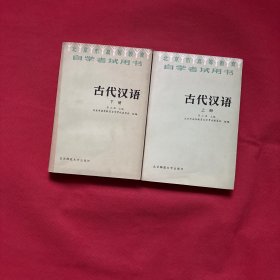 北京市高等教育
自学考试用书
古代汉语
下册
北京师范大学出版社
北京市高等教育
自学考试用书
古代汉语
上册
北京师范大学出版社